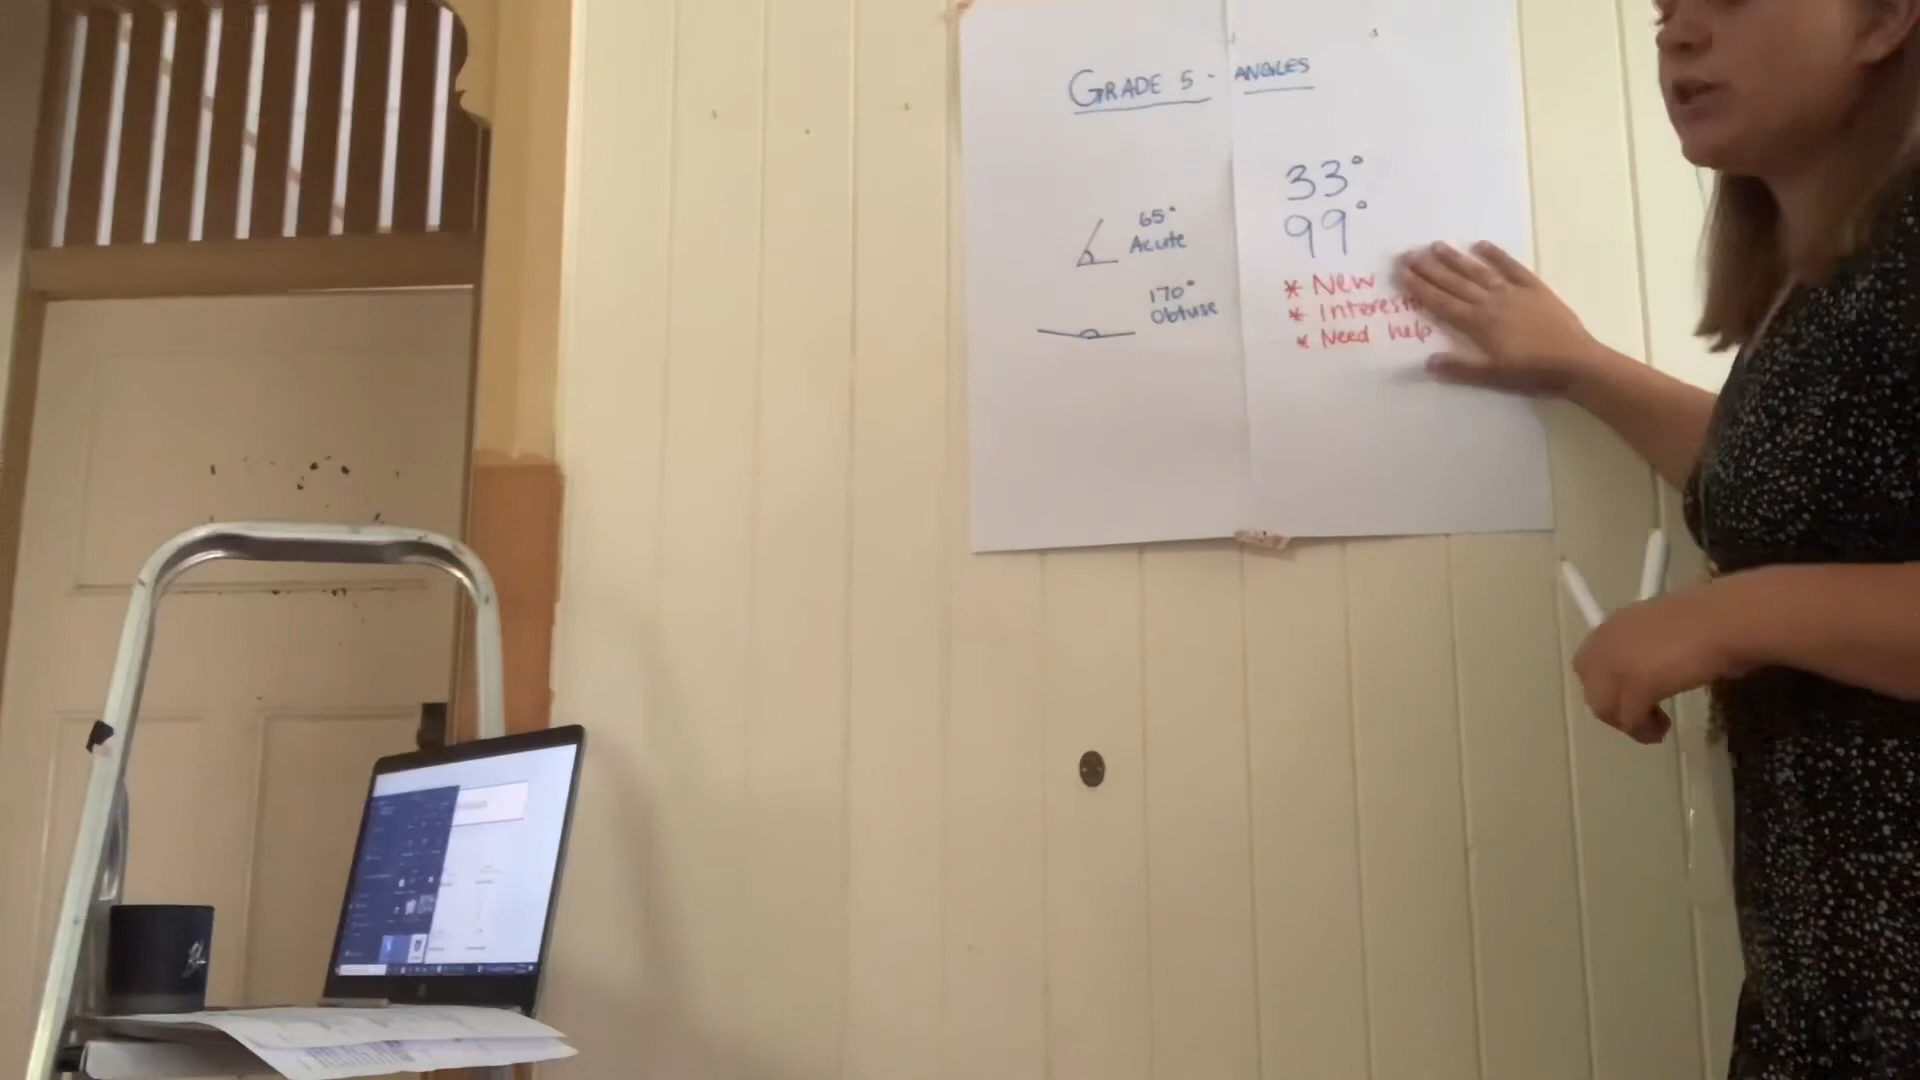 GRADE 5 - ANGLES
65°
Acute
170°
Obtuse
33°
99°
* New
*
* Need help